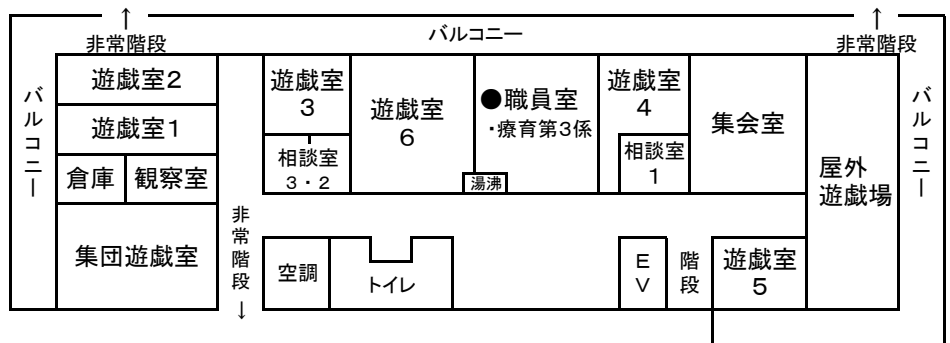 ↑
↑
非常階段
バルコニー
非常階段
バルコニー
遊戯室2
遊戯室1
倉庫
観察室
集団遊戯室
非常階段
↓
遊戯室
3
相談室
3・2
遊戯室
6
●職員室
・療育第3係
湯沸
遊戯室
4
相談室
1
集会室
屋外
遊戯場
バルコニー
空調
トイレ
EV
階段
遊戯室
5